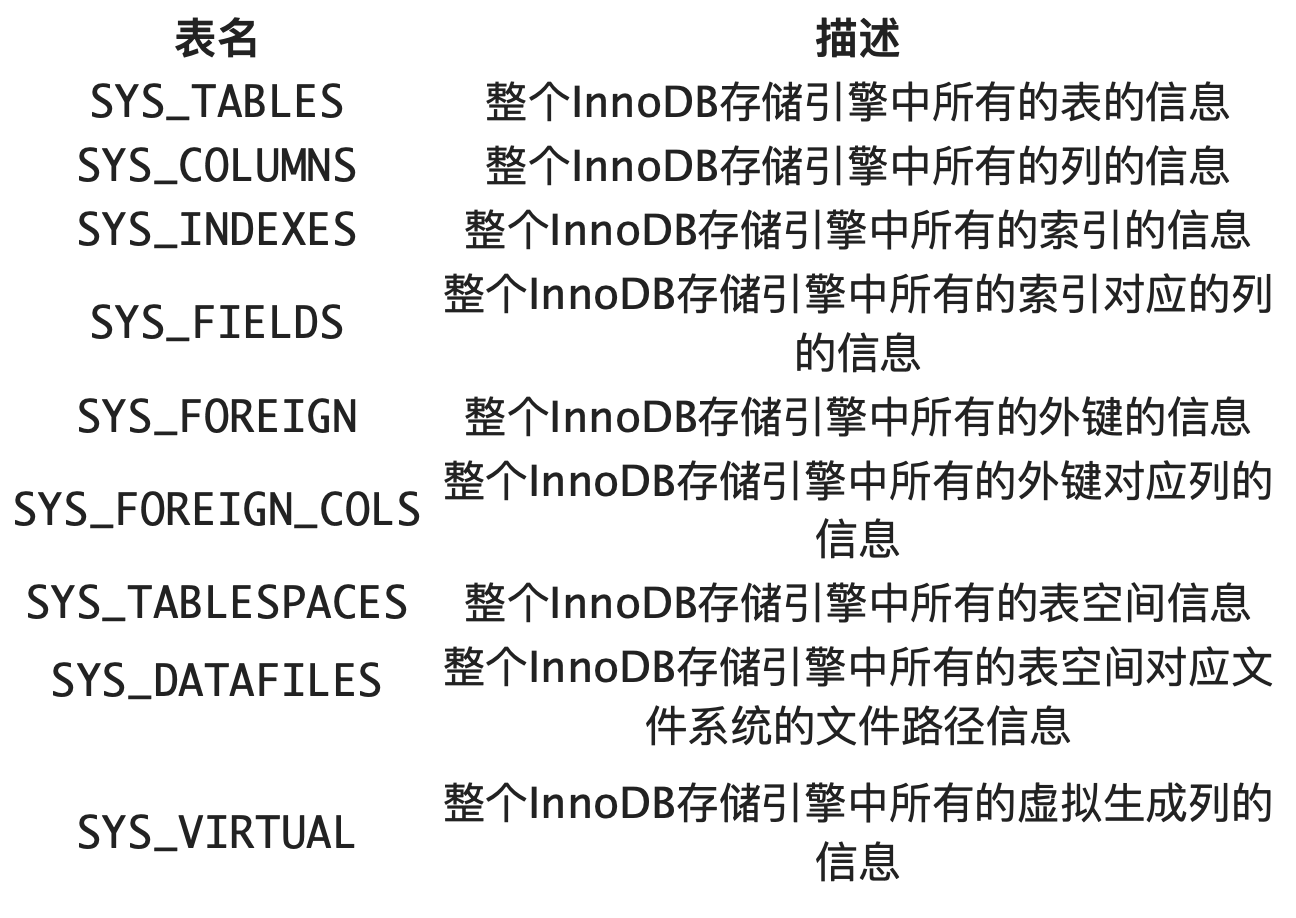 表名 描述
SYS_TABLES 整个InnoDB存储引擎中所有的表的信息
SYS_COLUMNS 整个InnoDB存储引擎中所有的列的信息
SYS_INDEXES 整个InnoDB存储引擎中所有的索引的信息
SYS_FIELDS 整个InnoDB存储引擎中所有的索引对应的列
的信息
SYS_FOREIGN 整个InnoDB存储引擎中所有的外键的信息
SYS_FOREIGN_COLS 整个InnoDB存储引擎中所有的外键对应列的
信息
SYS_TABLESPACES 整个InnoDB存储引擎中所有的表空间信息
SYS_DATAFILES 整个InnoDB存储引擎中所有的表空间对应文
件系统的文件路径信息
SYS_VIRTUAL 整个InnoDB存储引擎中所有的虚拟生成列的
信息